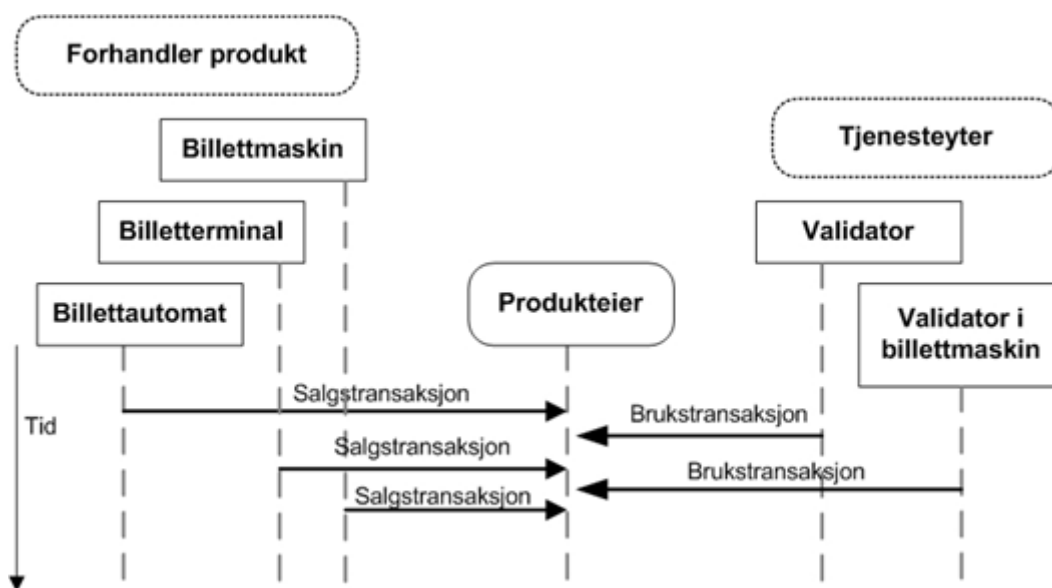 Forhandler produkt
Billettmaskin
Tjenesteyter
Billetterminal
Validator
Billettautomat
Produkteier
Validator i
billettmaskin
Tid
Salgstransaksjon
Brukstransaksjon
Salgstransaksjon
Brukstransaksjon
Salgstransaksjon